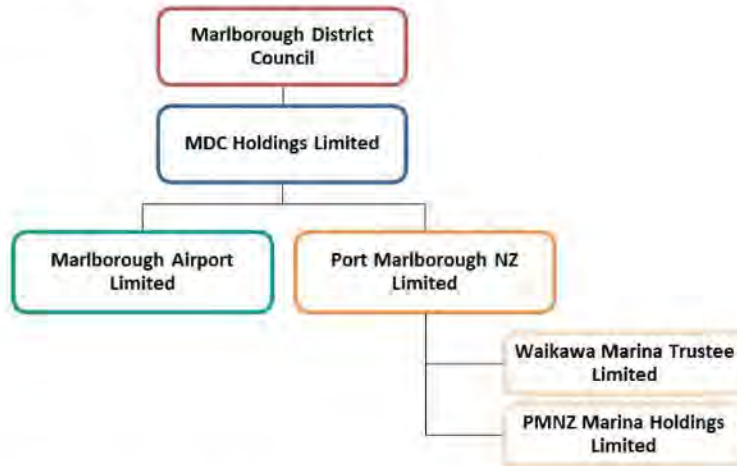 Marlborough District
Council
MDC Holdings Limited
Marlborough Airport
Limited
Port Marlborough NZ
Limited
Waikawa Marina Trustee
Limited
PMNZ Marina Holdings
Limited